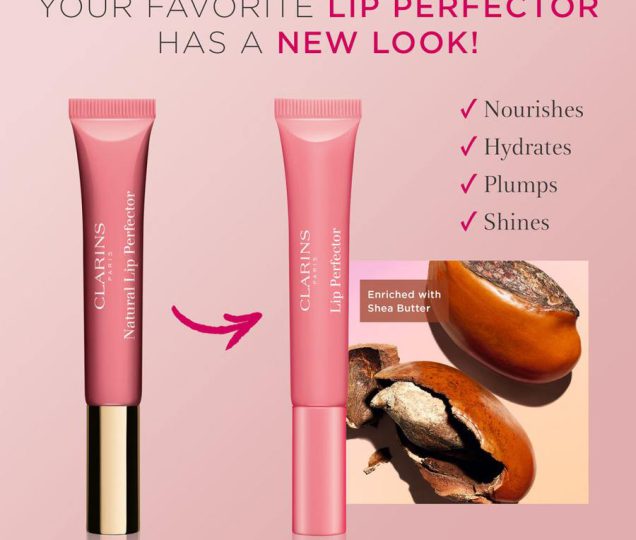 YOUR FAVORITE LIP PERFECTOR
HAS A NEW LOOK!
✓ Nourishes
✓ Hydrates
✓ Plumps
✓ Shines
CLARINS
PARIS
Natural Lip Perfector
CLARINS
PARIS
Lip Perfector
Enriched with
Shea Butter